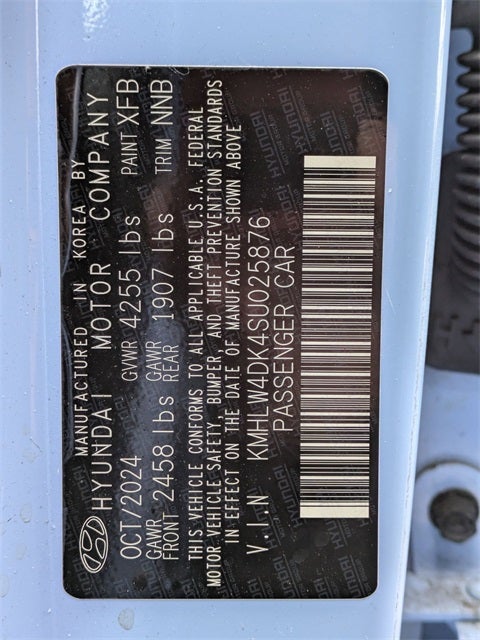 MANUFACTURED IN KOREA BY
HYUNDAI MOTOR COMPANY
OCT/2024 GVWR 4255 lbs PAINT XFB
GAWR FRONT 2458 lbs GAWR REAR 1907 lbs TRIM NNB
THIS VEHICLE CONFORMS TO ALL APPLICABLE U.S.A. FEDERAL
MOTOR VEHICLE SAFETY, BUMPER, AND THEFT PREVENTION STANDARDS
IN EFFECT ON THE DATE OF MANUFACTURE SHOWN ABOVE
V.I.N KMHLW4DK4SU025876
PASSENGER CAR